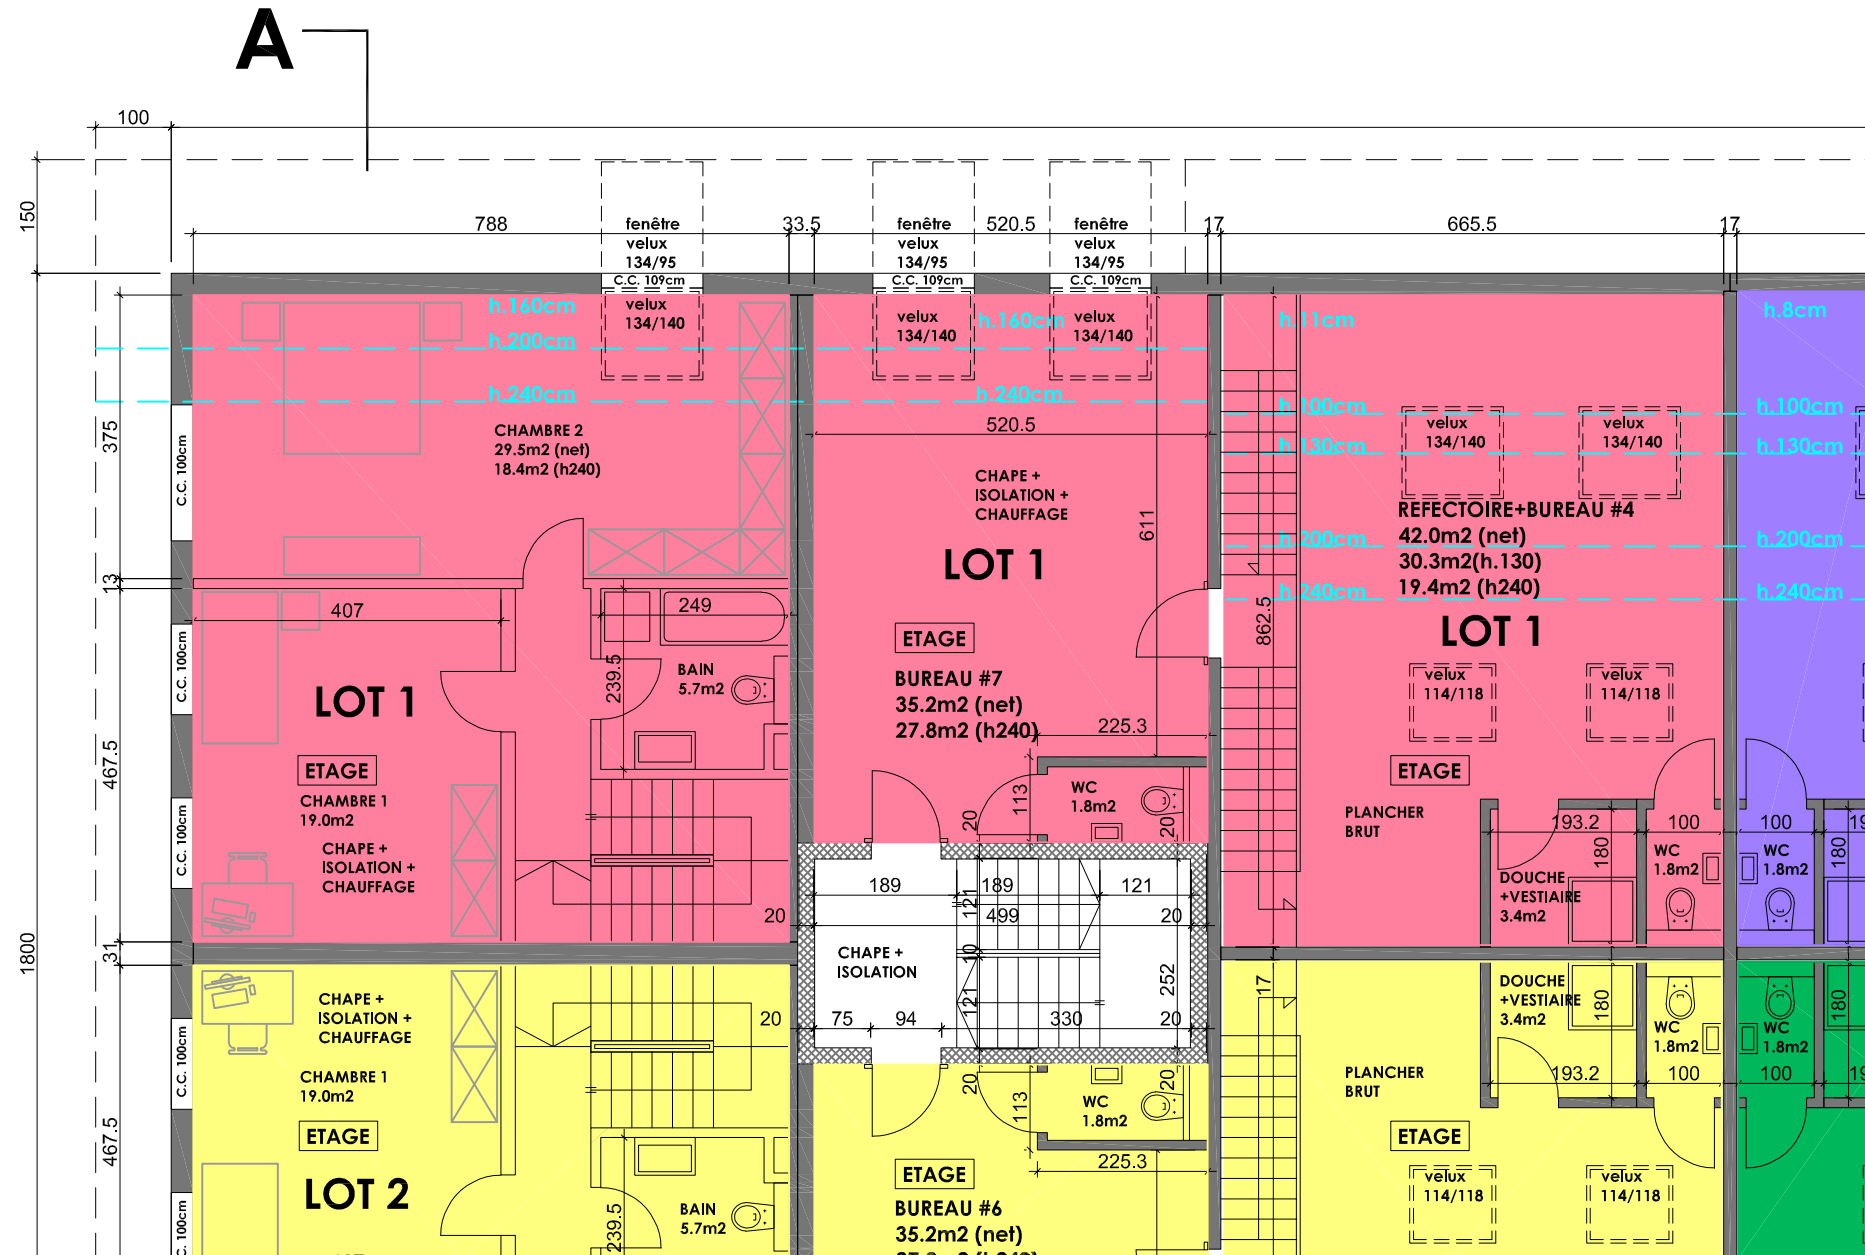 A
100
150
788
33.5
520.5
17
665.5
17
fenêtre
velux
134/95
C.C. 109cm
velux
134/140
fenêtre
velux
134/95
C.C. 109cm
velux
134/140
fenêtre
velux
134/95
C.C. 109cm
velux
134/140
h.160cm
h.200cm
h.240cm
h.160cm
h.240cm
h.11cm
h.100cm
h.130cm
h.200cm
h.240cm
h.8cm
h.100cm
h.130cm
h.200cm
h.240cm
375
C.C. 100cm
CHAMBRE 2
29.5m2 (net)
18.4m2 (h240)
520.5
CHAPE +
ISOLATION +
CHAUFFAGE
611
LOT 1
velux
134/140
velux
134/140
REFECTOIRE+BUREAU #4
42.0m2 (net)
30.3m2(h.130)
19.4m2 (h240)
LOT 1
862.5
13
407
249
239.5
BAIN
5.7m2
C.C. 100cm
LOT 1
ETAGE
CHAMBRE 1
19.0m2
CHAPE +
ISOLATION +
CHAUFFAGE
467.5
C.C. 100cm
20
ETAGE
BUREAU #7
35.2m2 (net)
27.8m2 (h240)
225.3
WC
1.8m2
113
20
20
velux
114/118
velux
114/118
ETAGE
PLANCHER
BRUT
193.2
100
100
180
180
DOUCHE
+VESTIAIRE
3.4m2
WC
1.8m2
WC
1.8m2
189
189
121
121
499
20
CHAPE +
ISOLATION
10
121
252
75
94
330
20
1800
31
17
CHAPE +
ISOLATION +
CHAUFFAGE
C.C. 100cm
CHAMBRE 1
19.0m2
ETAGE
LOT 2
467.5
C.C. 100cm
20
239.5
BAIN
5.7m2
20
113
20
WC
1.8m2
225.3
ETAGE
BUREAU #6
35.2m2 (net)
DOUCHE
+VESTIAIRE
3.4m2
180
WC
1.8m2
WC
1.8m2
180
193.2
100
100
PLANCHER
BRUT
ETAGE
velux
114/118
velux
114/118